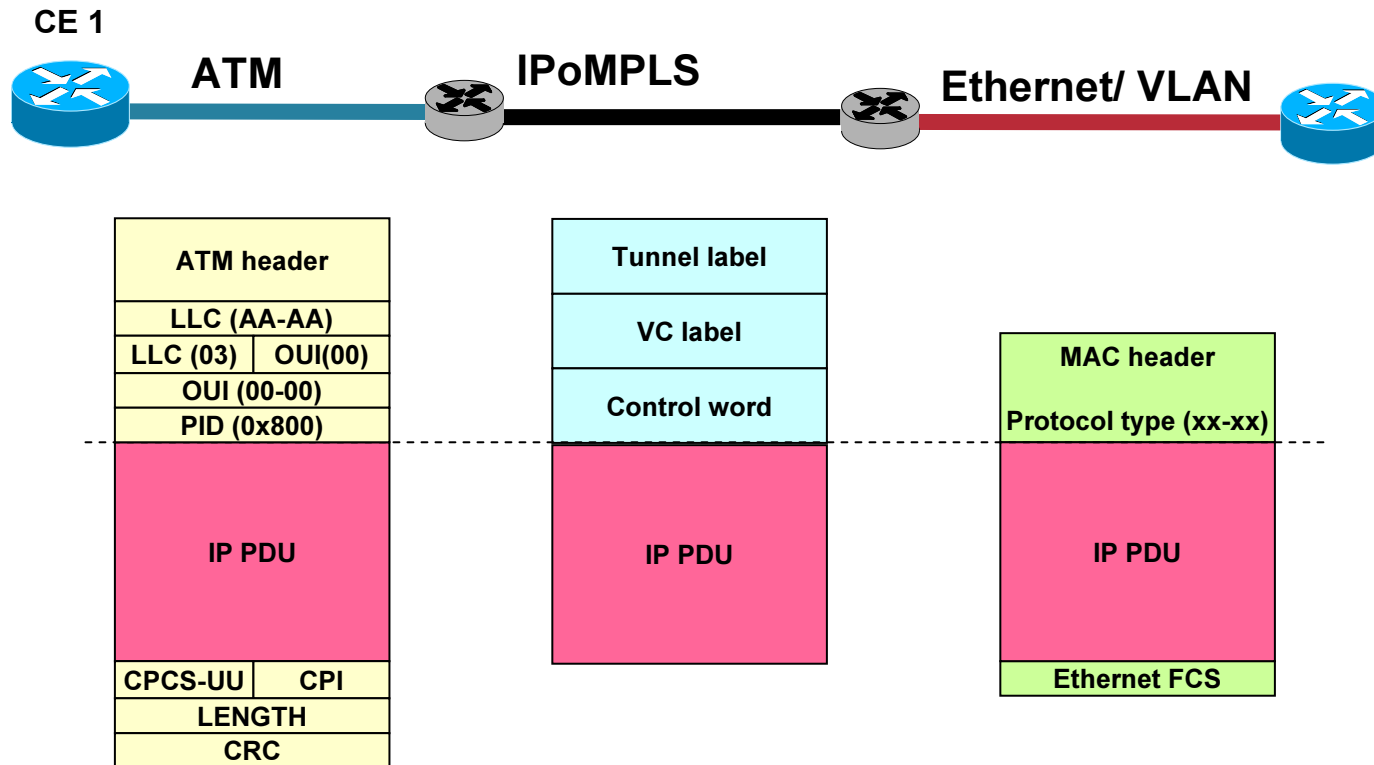 CE 1
ATM
IPoMPLS
Ethernet/ VLAN
ATM header
LLC (AA-AA)
LLC (03)
OUI(00)
OUI (00-00)
PID (0x800)
IP PDU
CPCS-UU
CPI
LENGTH
CRC
Tunnel label
VC label
Control word
IP PDU
MAC header
Protocol type (xx-xx)
IP PDU
Ethernet FCS